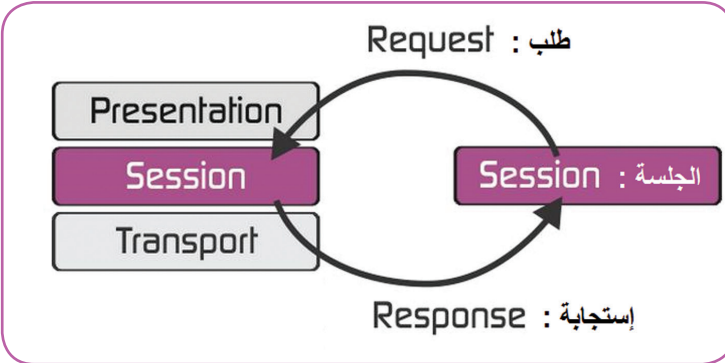 Request : طلب
Presentation
Session
Session : الجلسة
Transport
Response : إستجابة